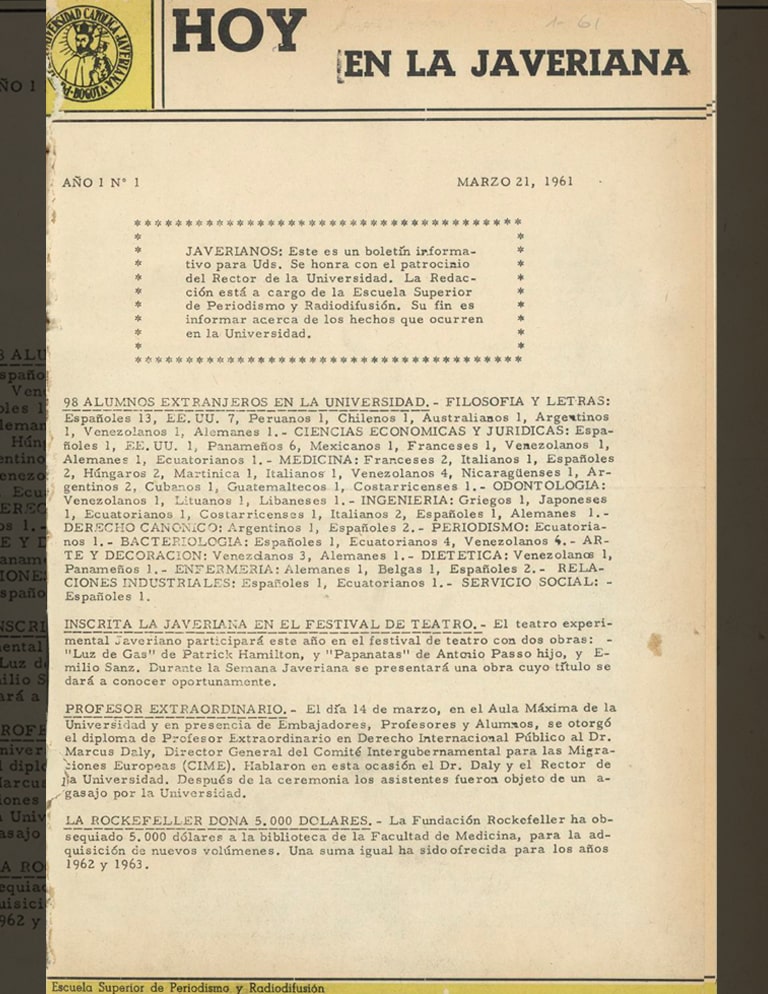 UNIVERSIDAD CATOLICA JAVERIANA
BOGOTA
HOY
EN LA JAVERIANA
AÑO 1 N° 1
MARZO 21, 1961
JAVERIANOS: Este es un boletín informa-
tivo para Uds. Se honra con el patrocinio
del Rector de la Universidad. La Redac-
ción está a cargo de la Escuela Superior
de Periodismo y Radiodifusión. Su fin es
informar acerca de los hechos que ocurren
en la Universidad.
98 ALUMNOS EXTRANJEROS EN LA UNIVERSIDAD.- FILOSOFIA Y LETRAS:
Españoles 13, EE. UU. 7, Peruanos 1, Chilenos 1, Australianos 1, Argentinos
1, Venezolanos 1, Alemanes 1.- CIENCIAS ECONOMICAS Y JURIDICAS: Espa-
ñoles 1, EE. UU. 1, Panameños 6, Mexicanos 1, Franceses 1, Venezolanos 1,
Alemanes 1, Ecuatorianos 1.- MEDICINA: Franceses 2, Italianos 1, Españoles
2, Húngaros 2, Martinica 1, Italianos 1, Venezolanos 4, Nicaragüenses 1, Ar-
gentinos 2, Cubanos 1, Guatemaltecos 1, Costarricenses 1.- ODONTOLOGIA:
Venezolanos 1, Lituanos 1, Libaneses 1.- INGENIERIA: Griegos 1, Japoneses
1, Ecuatorianos 1, Costarricenses 1, Italianos 2, Españoles 1, Alemanes 1.-
DERECHO CANONICO: Argentinos 1, Españoles 2.- PERIODISMO: Ecuatoria-
nos 1.- BACTERIOLOGIA: Españoles 1, Ecuatorianos 4, Venezolanos 4.- AR-
TE Y DECORACION: Venezolanos 3, Alemanes 1.- DIETETICA: Venezolanos 1,
Panameños 1.- ENFERMERIA: Alemanes 1, Belgas 1, Españoles 2.- RELA-
CIONES INDUSTRIALES: Españoles 1, Ecuatorianos 1.- SERVICIO SOCIAL: -
Españoles 1.
INSCRITA LA JAVERIANA EN EL FESTIVAL DE TEATRO.- El teatro experi-
mental Javeriano participará este año en el festival de teatro con dos obras: -
"Luz de Gas" de Patrick Hamilton, y "Papanatas" de Antonio Passo hijo, y E-
milio Sanz. Durante la Semana Javeriana se presentará una obra cuyo título se
dará a conocer oportunamente.
PROFESOR EXTRAORDINARIO.- El día 14 de marzo, en el Aula Máxima de la
Universidad y en presencia de Embajadores, Profesores y Alumnos, se otorgó
el diploma de Profesor Extraordinario en Derecho Internacional Público al Dr.
Marcus Daly, Director General del Comité Intergubernamental para las Migra-
ciones Europeas (CIME). Hablaron en esta ocasión el Dr. Daly y el Rector de
la Universidad. Después de la ceremonia los asistentes fueron objeto de un a-
gasajo por la Universidad.
LA ROCKEFELLER DONA 5.000 DOLARES.- La Fundación Rockefeller ha ob-
sequiado 5.000 dólares a la biblioteca de la Facultad de Medicina, para la ad-
quisición de nuevos volúmenes. Una suma igual ha sido ofrecida para los años
1962 y 1963.
Escuela Superior de Periodismo y Radiodifusión